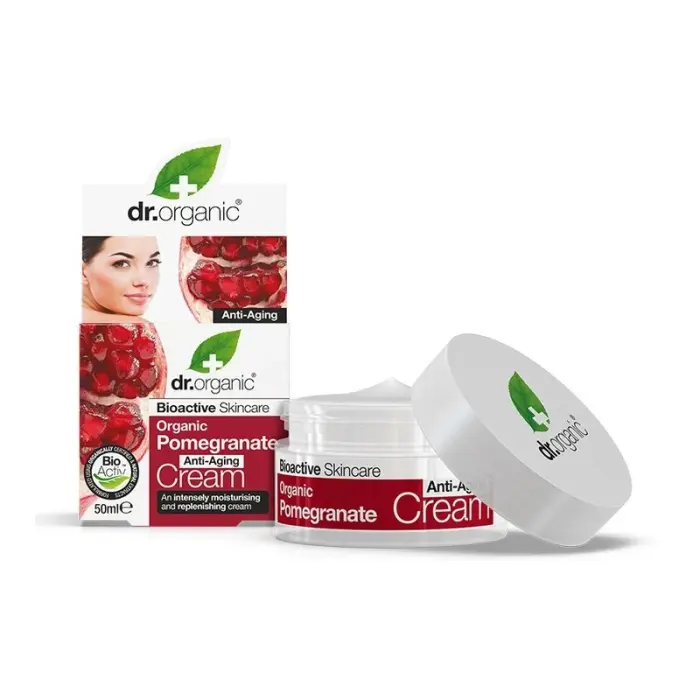 dr.organic®
Anti-Aging
dr.organic®
Bioactive Skincare
Organic
Pomegranate
Anti-Aging
Cream
An intensely moisturising
and replenishing cream
Bio
Activ
50ml℮
Bioactive Skincare
Organic
Pomegranate
Anti-Ag
Cream
dr.organic®